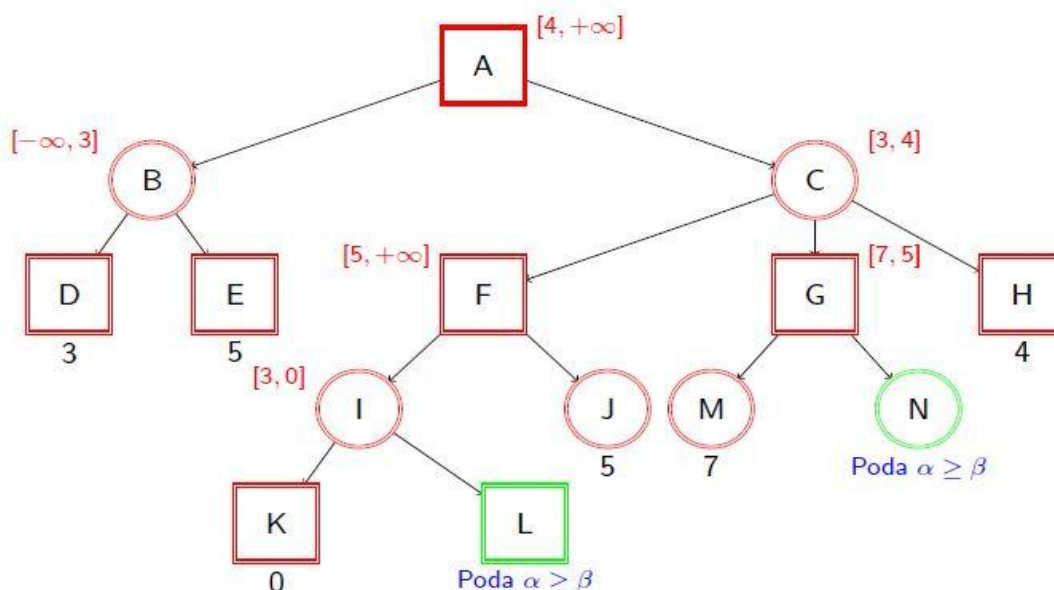 [4, +∞]
A
[−∞, 3]
B
[3, 4]
C
D
3
E
5
[5, +∞]
F
[7, 5]
G
H
4
[3, 0]
I
J
5
M
7
N
Poda α ≥ β
K
0
L
Poda α > β